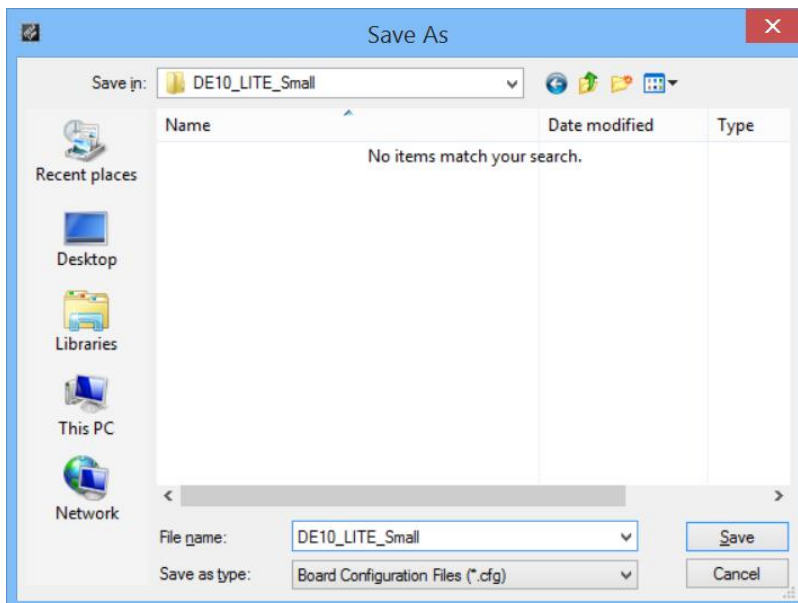 Save As
Save in: DE10_LITE_Small
Name Date modified Type
No items match your search.
Recent places
Desktop
Libraries
This PC
Network
File name: DE10_LITE_Small Save
Save as type: Board Configuration Files (*.cfg) Cancel